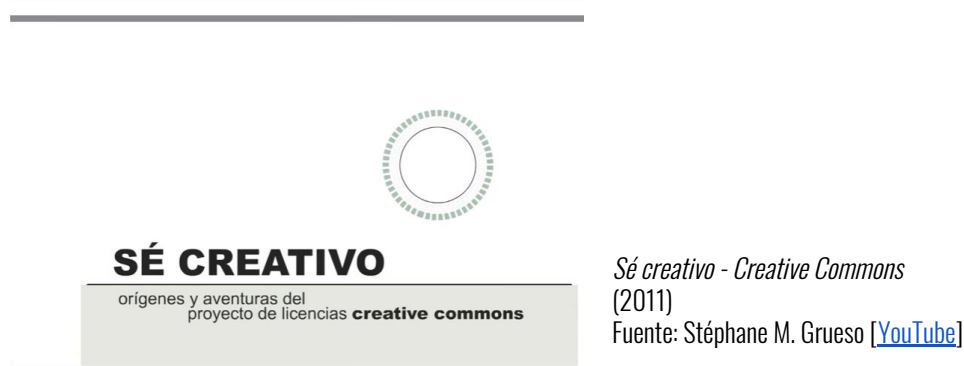 SÉ CREATIVO
orígenes y aventuras del
proyecto de licencias creative commons
Sé creativo - Creative Commons
(2011)
Fuente: Stéphane M. Grueso [YouTube]